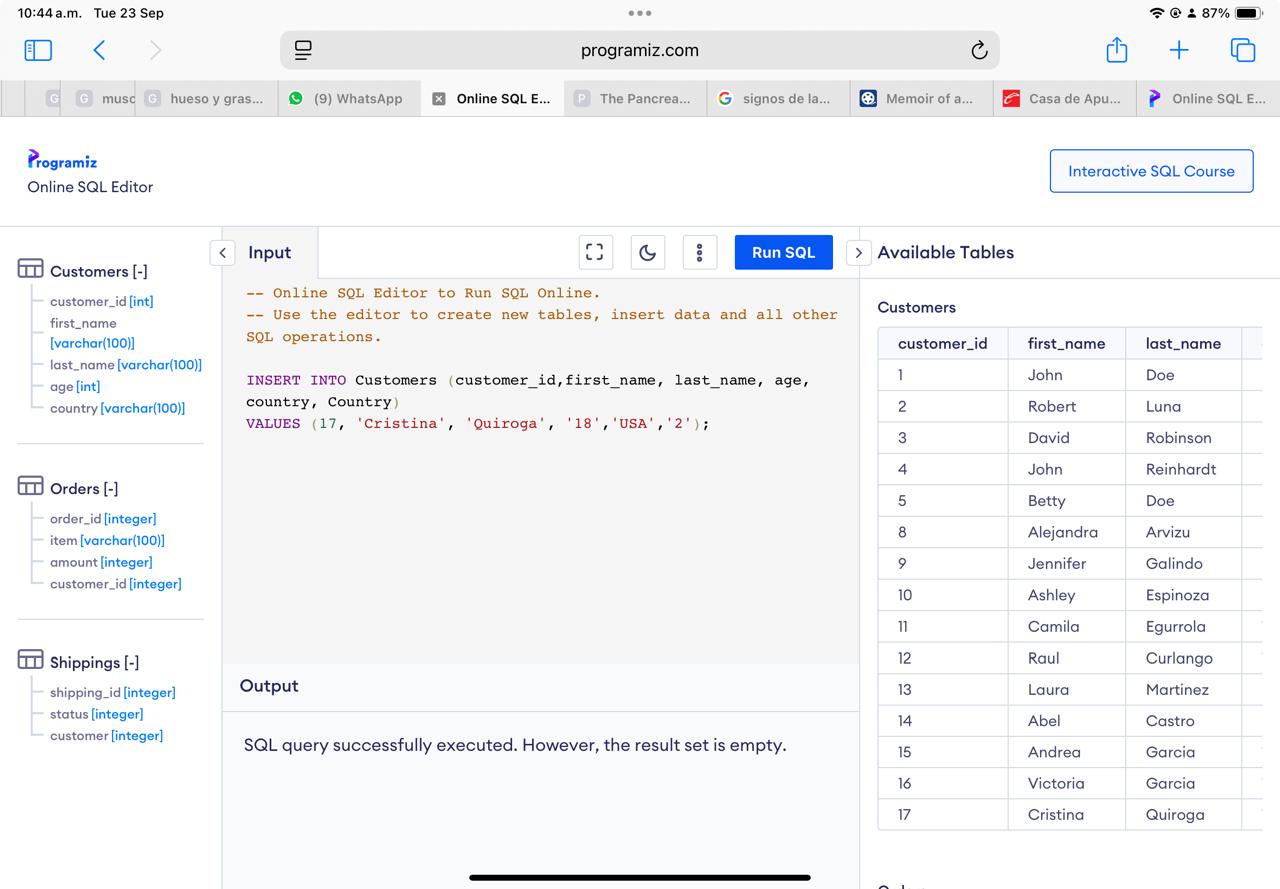 10:44 a.m. Tue 23 Sep
87%
programiz.com
musc
hueso y gras...
(9) WhatsApp
Online SQL E...
The Pancrea...
signos de la...
Memoir of a...
Casa de Apu...
Online SQL E...
Programiz
Online SQL Editor
Interactive SQL Course
Customers [-]
customer_id [int]
first_name
[varchar(100)]
last_name [varchar(100)]
age [int]
country [varchar(100)]
Orders [-]
order_id [integer]
item [varchar(100)]
amount [integer]
customer_id [integer]
Shippings [-]
shipping_id [integer]
status [integer]
customer [integer]
Input
Run SQL
-- Online SQL Editor to Run SQL Online.
-- Use the editor to create new tables, insert data and all other
SQL operations.
INSERT INTO Customers (customer_id,first_name, last_name, age,
country, Country)
VALUES (17, 'Cristina', 'Quiroga', '18','USA','2');
Output
SQL query successfully executed. However, the result set is empty.
Available Tables
Customers
customer_id first_name last_name
1 John Doe
2 Robert Luna
3 David Robinson
4 John Reinhardt
5 Betty Doe
8 Alejandra Arvizu
9 Jennifer Galindo
10 Ashley Espinoza
11 Camila Egurrola
12 Raul Curlango
13 Laura Martinez
14 Abel Castro
15 Andrea Garcia
16 Victoria Garcia
17 Cristina Quiroga